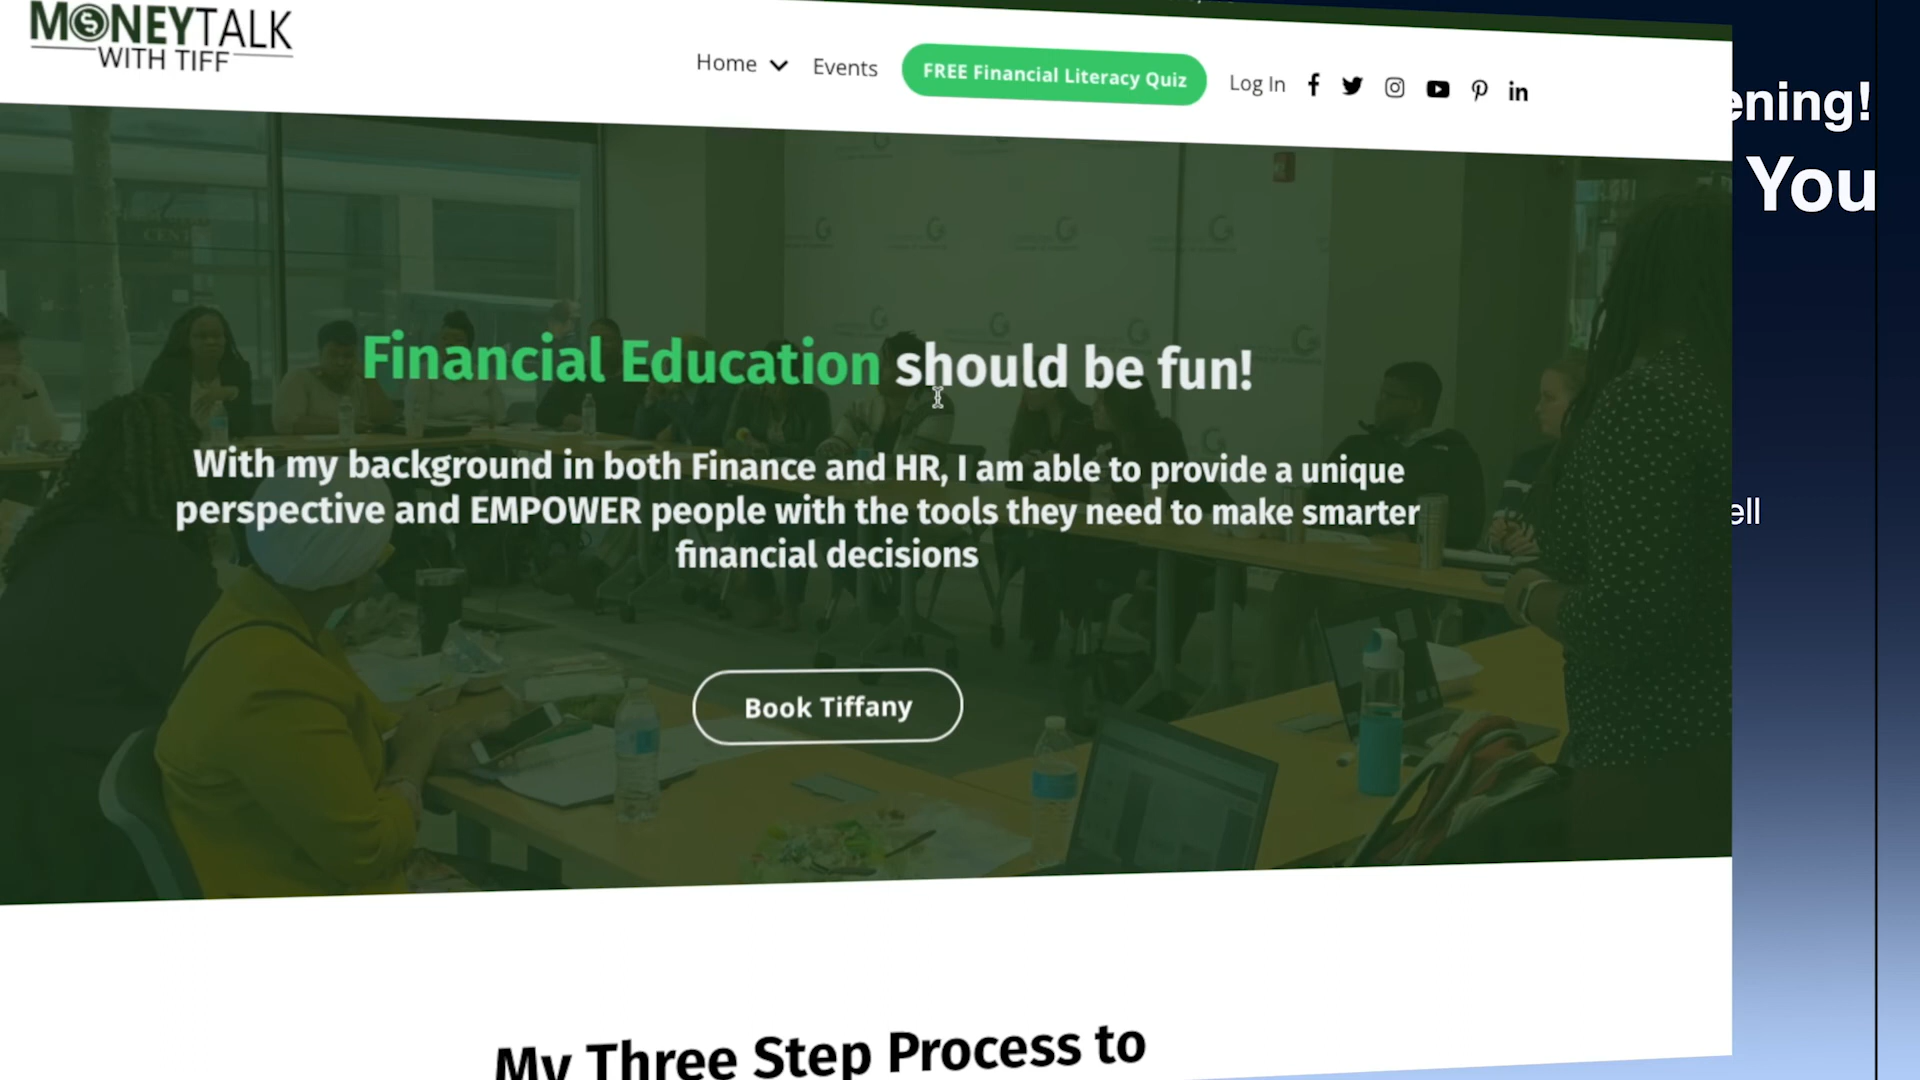 MONEYTALK
WITH TIFF
Home
Events
FREE Financial Literacy Quiz
Log In
ening!
You
Financial Education should be fun!
With my background in both Finance and HR, I am able to provide a unique
perspective and EMPOWER people with the tools they need to make smarter
financial decisions
ell
Book Tiffany
My Three Step Process to